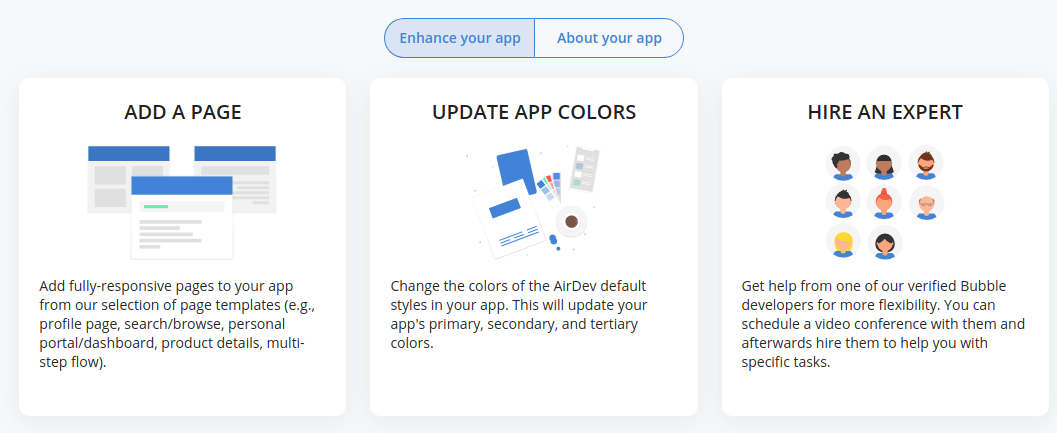 Enhance your app
About your app
ADD A PAGE
Add fully-responsive pages to your app
from our selection of page templates (e.g.,
profile page, search/browse, personal
portal/dashboard, product details, multi-
step flow).
UPDATE APP COLORS
Change the colors of the AirDev default
styles in your app. This will update your
app's primary, secondary, and tertiary
colors.
HIRE AN EXPERT
Get help from one of our verified Bubble
developers for more flexibility. You can
schedule a video conference with them and
afterwards hire them to help you with
specific tasks.